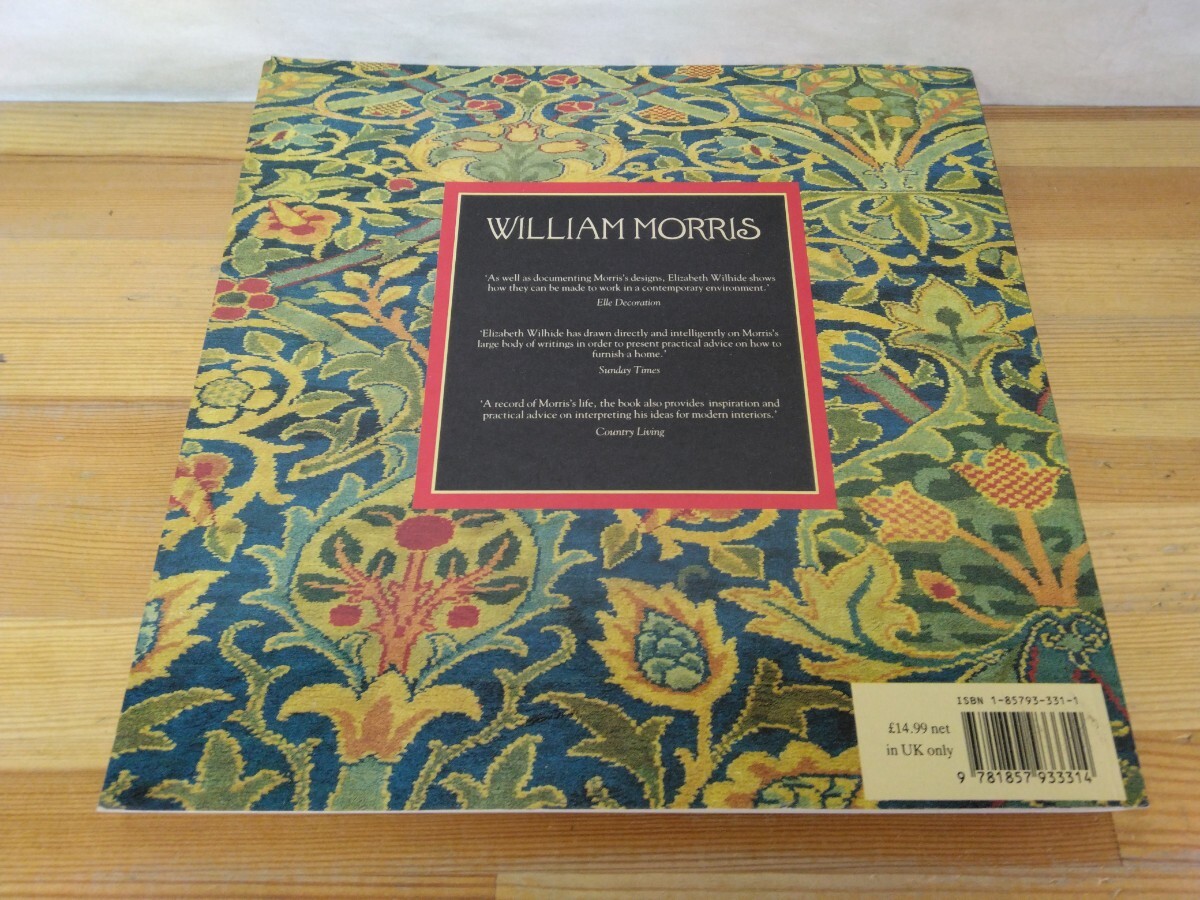 WILLIAM MORRIS
'As well as documenting Morris's designs, Elizabeth Wilhide shows
how they can be made to work in a contemporary environment.'
Elle Decoration
'Elizabeth Wilhide has drawn directly and intelligently on Morris's
large body of writings in order to present practical advice on how to
furnish a home.'
Sunday Times
'A record of Morris's life, the book also provides inspiration and
practical advice on interpreting his ideas for modern interiors.'
Country Living
ISBN 1-85793-331-1
£14.99 net
in UK only
9 781857 933314